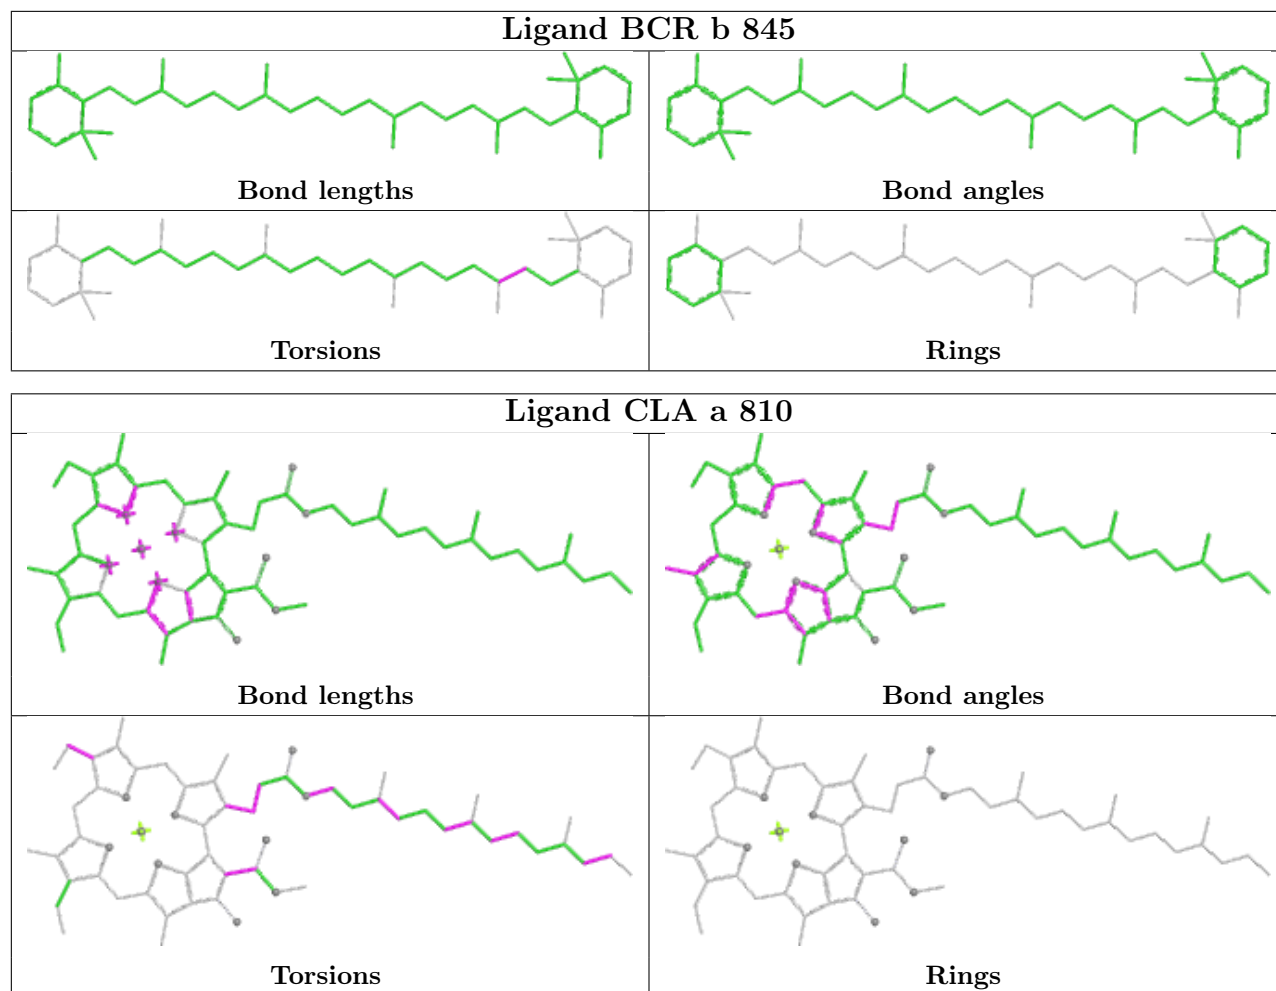 Ligand BCR b 845
Bond lengths
Bond angles
Torsions
Rings
Ligand CLA a 810
Bond lengths
Bond angles
Torsions
Rings